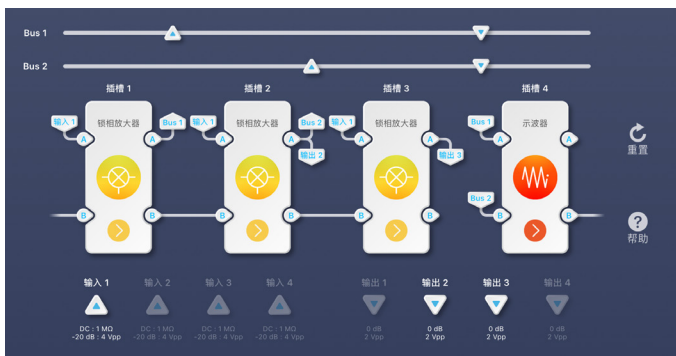 Bus 1
Bus 2
插槽 1
插槽 2
插槽 3
插槽 4
输入 1
锁相放大器
Bus 1
输入 1
锁相放大器
Bus 2
输入 1
锁相放大器
Bus 1
示波器
A
A
A
A
A
A
A
A
输出 2
输出 3
重置
Bus 2
B
B
B
B
B
B
B
B
帮助
输入 1
输入 2
输入 3
输入 4
输出 1
输出 2
输出 3
输出 4
DC : 1 MΩ
DC : 1 MΩ
DC : 1 MΩ
DC : 1 MΩ
0 dB
0 dB
0 dB
0 dB
-20 dB : 4 Vpp
-20 dB : 4 Vpp
-20 dB : 4 Vpp
-20 dB : 4 Vpp
2 Vpp
2 Vpp
2 Vpp
2 Vpp